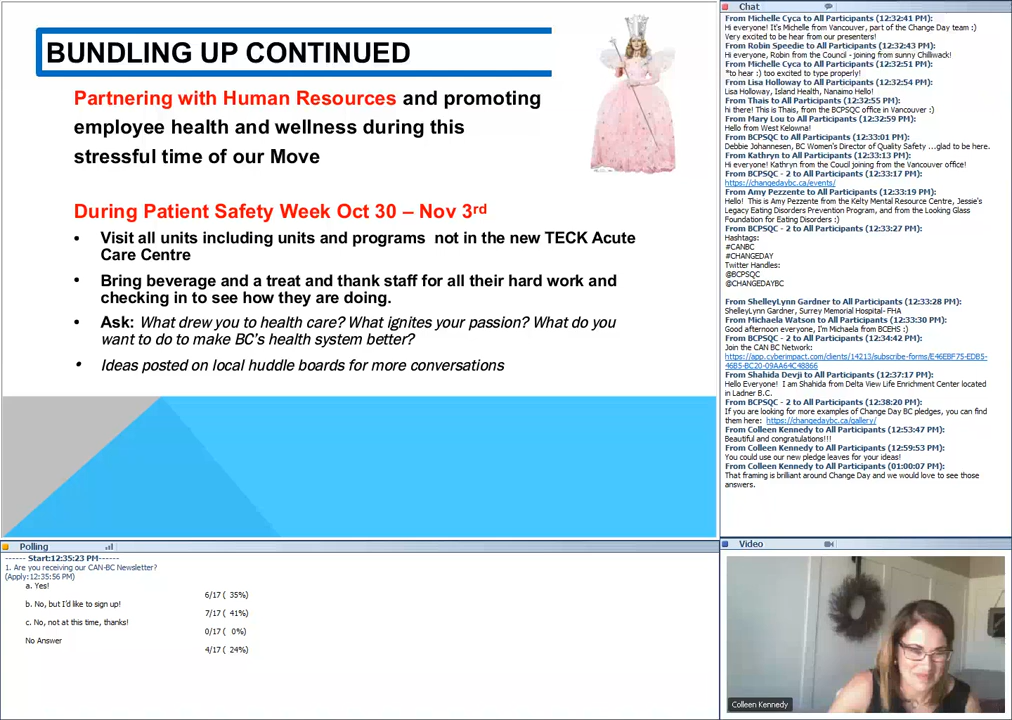 BUNDLING UP CONTINUED
Partnering with Human Resources and promoting
employee health and wellness during this
stressful time of our Move
During Patient Safety Week Oct 30 – Nov 3rd
• Visit all units including units and programs not in the new TECK Acute
Care Centre
• Bring beverage and a treat and thank staff for all their hard work and
checking in to see how they are doing.
• Ask: What drew you to health care? What ignites your passion? What do you
want to do to make BC's health system better?
• Ideas posted on local huddle boards for more conversations
Chat
From Michelle Cyca to All Participants (12:32:41 PM):
Hi everyone! It's Michelle from Vancouver, part of the Change Day team :)
Very excited to be hear from our presenters!
From Robin Speedie to All Participants (12:32:43 PM):
Hi everyone, Robin from the Council - joining from sunny Chilliwack!
From Michelle Cyca to All Participants (12:32:51 PM):
*to hear :) too excited to type properly!
From Lisa Holloway to All Participants (12:32:54 PM):
Lisa Holloway, Island Health, Nanaimo Hello!
From Thais to All Participants (12:32:55 PM):
hi there! This is Thais, from the BCPSQC office in Vancouver :)
From Mary Lou to All Participants (12:32:59 PM):
Hello from West Kelowna!
From BCPSQC to All Participants (12:33:01 PM):
Debbie Johannesen, BC Women's Director of Quality Safety ...glad to be here.
From Kathryn to All Participants (12:33:13 PM):
Hi everyone! Kathryn from the Coucil joining from the Vancouver office!
From BCPSQC - 2 to All Participants (12:33:17 PM):
https://changedaybc.ca/events/
From Amy Pezzente to All Participants (12:33:19 PM):
Hello! This is Amy Pezzente from the Kelty Mental Resource Centre, Jessie's
Legacy Eating Disorders Prevention Program, and from the Looking Glass
Foundation for Eating Disorders :)
From BCPSQC - 2 to All Participants (12:33:27 PM):
Hashtags:
#CANBC
#CHANGEDAY
Twitter Handles:
@BCPSQC
@CHANGEDAYBC
From ShelleyLynn Gardner to All Participants (12:33:28 PM):
ShelleyLynn Gardner, Surrey Memorial Hospital- FHA
From Michaela Watson to All Participants (12:33:30 PM):
Good afternoon everyone, I'm Michaela from BCEHS :)
From BCPSQC - 2 to All Participants (12:34:42 PM):
Join the CAN BC Network:
https://app.cyberimpact.com/clients/14213/subscribe-forms/E46EBF75-EDB5-
46B5-BC20-09AA64C48866
From Shahida Devji to All Participants (12:37:17 PM):
Hello Everyone! I am Shahida from Delta View Life Enrichment Center located
in Ladner B.C.
From BCPSQC - 2 to All Participants (12:38:20 PM):
If you are looking for more examples of Change Day BC pledges, you can find
them here: https://changedaybc.ca/gallery/
From Colleen Kennedy to All Participants (12:53:47 PM):
Beautiful and congratulations!!!
From Colleen Kennedy to All Participants (12:59:53 PM):
You could use our new pledge leaves for your ideas!
From Colleen Kennedy to All Participants (01:00:07 PM):
That framing is brilliant around Change Day and we would love to see those
answers.
Polling
------ Start:12:35:23 PM------
1. Are you receiving our CAN-BC Newsletter?
(Apply:12:35:56 PM)
a. Yes!
6/17 ( 35%)
b. No, but I'd like to sign up!
7/17 ( 41%)
c. No, not at this time, thanks!
0/17 ( 0%)
No Answer
4/17 ( 24%)
Video
Colleen Kennedy